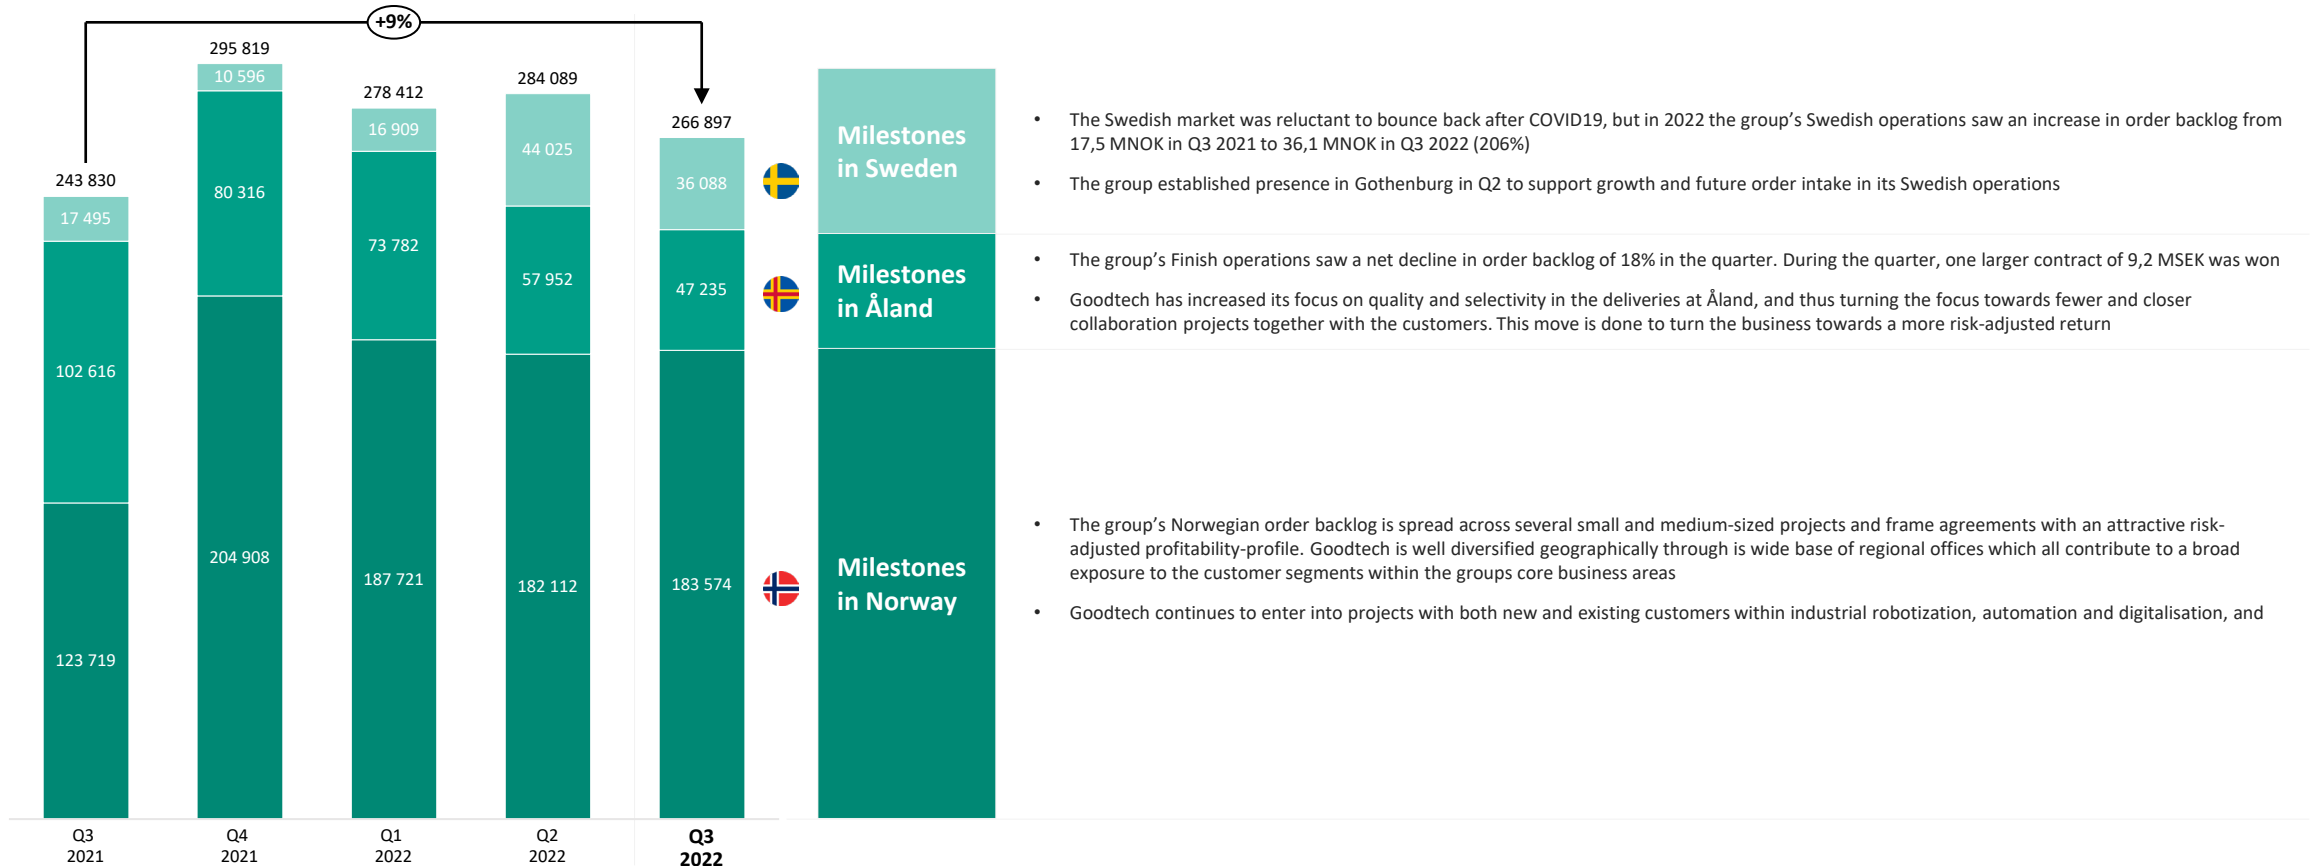 +9%
295 819
10 596
80 316
204 908
284 089
44 025
57 952
182 112
278 412
16 909
73 782
187 721
266 897
36 088
47 235
183 574
243 830
17 495
102 616
123 719
Q3
2021
Q4
2021
Q1
2022
Q2
2022
Q3
2022
Milestones
in Sweden
• The Swedish market was reluctant to bounce back after COVID19, but in 2022 the group's Swedish operations saw an increase in order backlog from
17,5 MNOK in Q3 2021 to 36,1 MNOK in Q3 2022 (206%)
• The group established presence in Gothenburg in Q2 to support growth and future order intake in its Swedish operations
Milestones
in Åland
• The group's Finish operations saw a net decline in order backlog of 18% in the quarter. During the quarter, one larger contract of 9,2 MSEK was won
• Goodtech has increased its focus on quality and selectivity in the deliveries at Åland, and thus turning the focus towards fewer and closer
collaboration projects together with the customers. This move is done to turn the business towards a more risk-adjusted return
Milestones
in Norway
• The group's Norwegian order backlog is spread across several small and medium-sized projects and frame agreements with an attractive risk-
adjusted profitability-profile. Goodtech is well diversified geographically through is wide base of regional offices which all contribute to a broad
exposure to the customer segments within the groups core business areas
• Goodtech continues to enter into projects with both new and existing customers within industrial robotization, automation and digitalisation, and